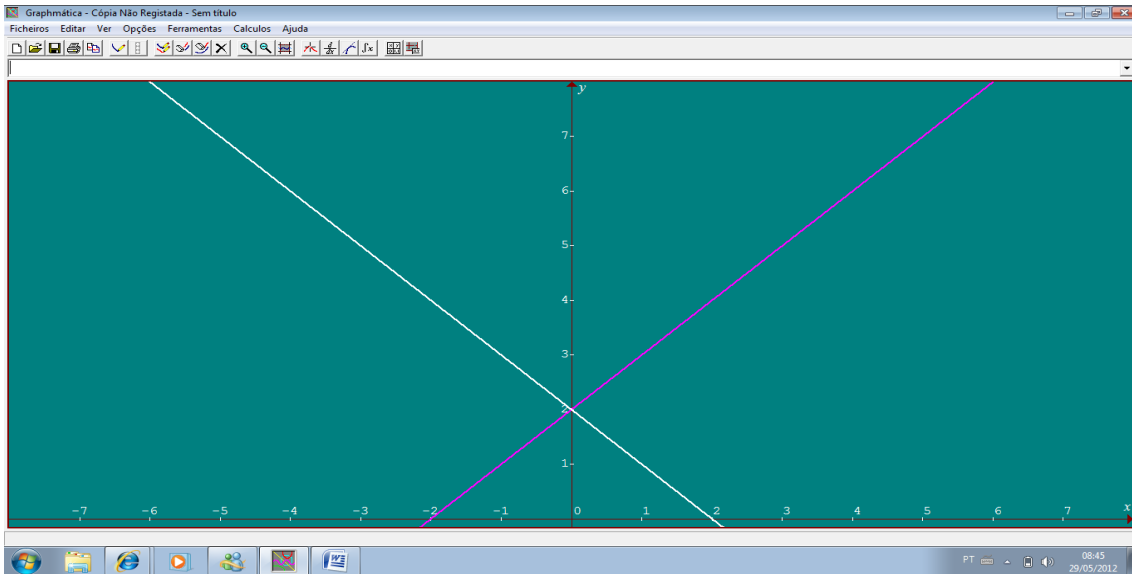 Graphmática - Cópia Não Registada - Sem título
Ficheiros Editar Ver Opções Ferramentas Calculos Ajuda
y
7
6
5
4
3
2
1
-7 -6 -5 -4 -3 -2 -1 0 1 2 3 4 5 6 7 x
PT 08:45
29/05/2012